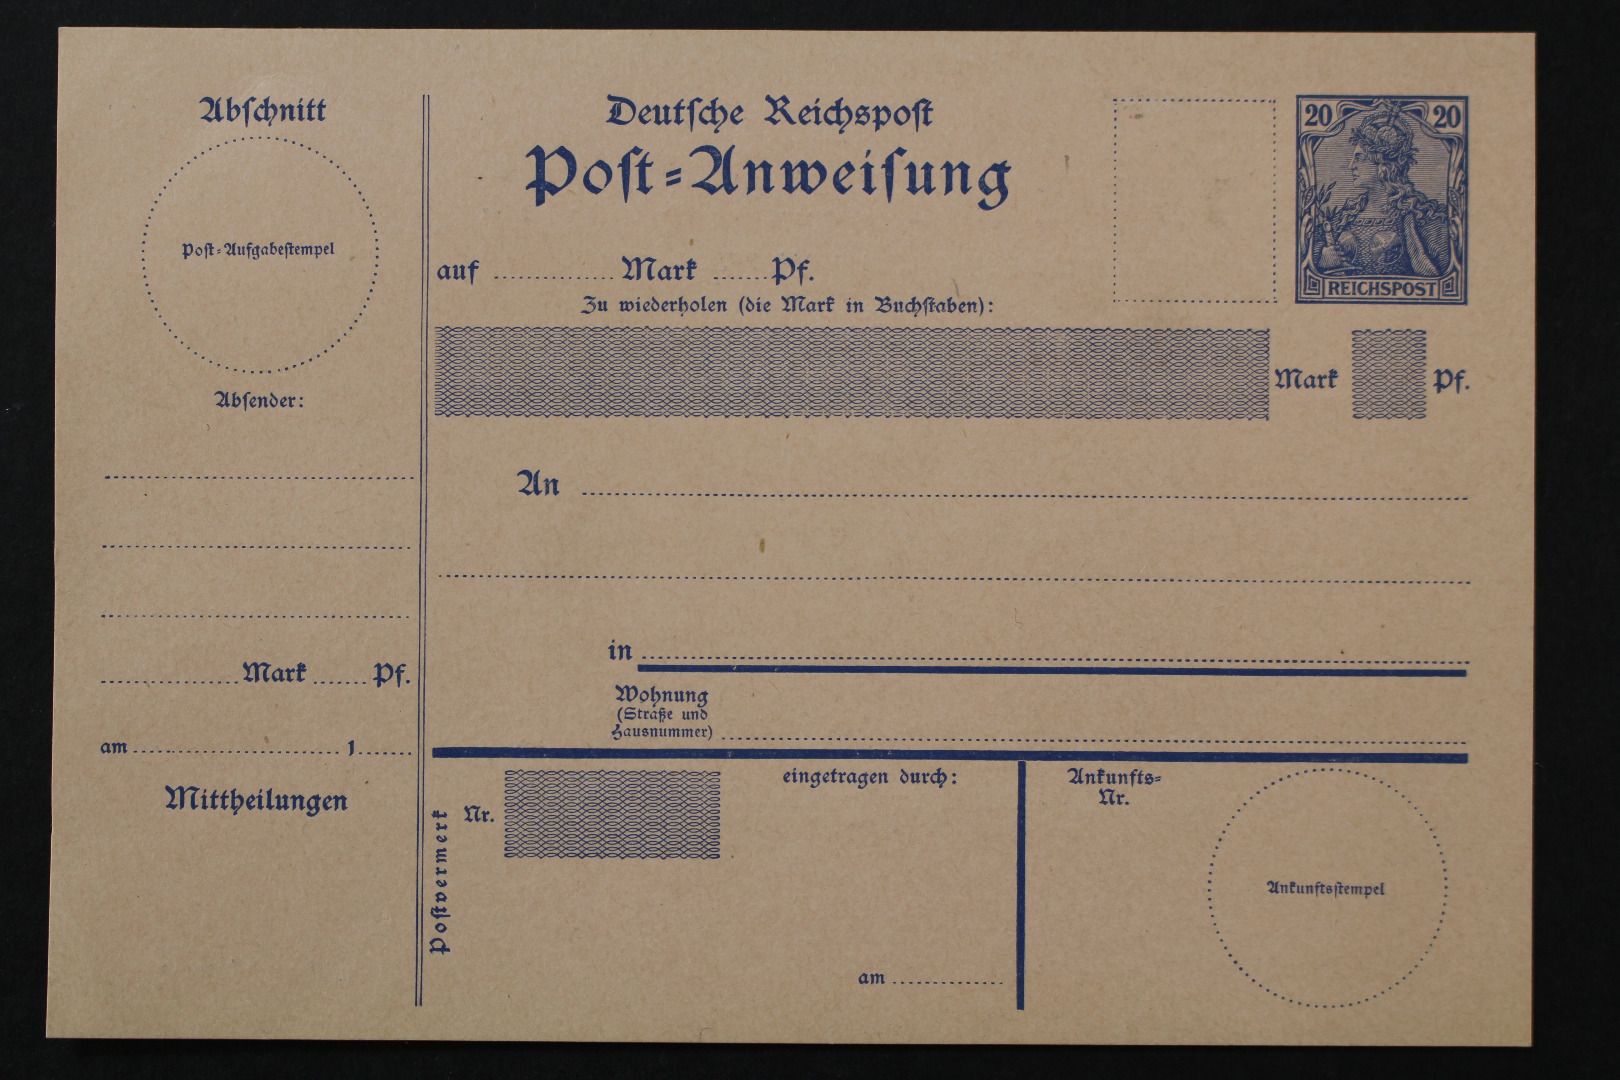 Abschnitt
Post-Aufgabestempel
Absender:
Mark Pf.
am 1
Mittheilungen
Deutsche Reichspost
Post-Anweisung
auf Mark Pf.
Zu wiederholen (die Mark in Buchstaben):
Mark Pf.
20 20
REICHSPOST
An
in
Wohnung
(Straße und
Hausnummer)
Postvermerk
Nr.
eingetragen durch:
am
Ankunfts-
Nr.
Ankunftsstempel